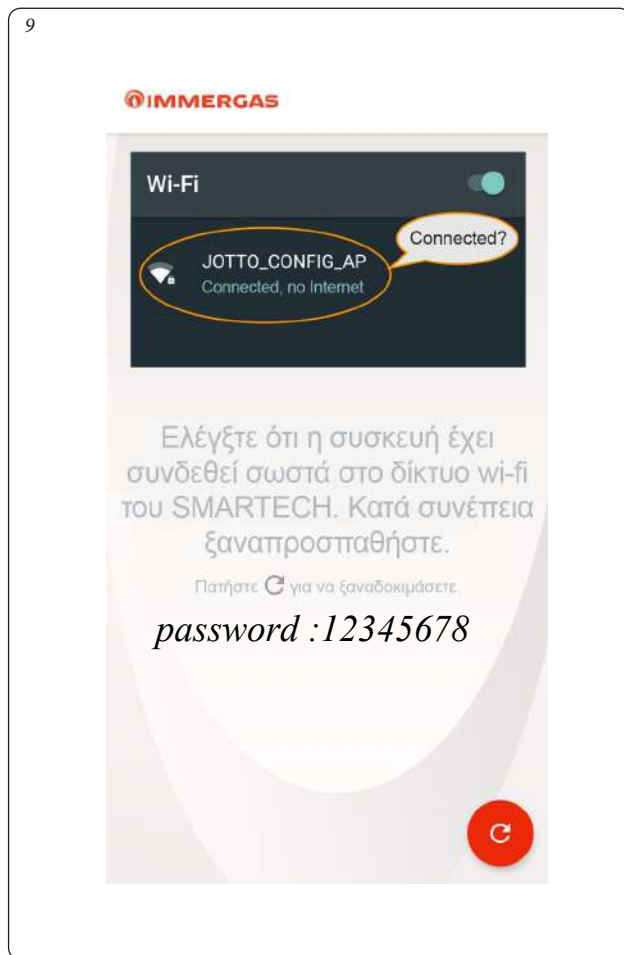 9
IMMERGAS
Wi-Fi
Connected?
JOTTO_CONFIG_AP
Connected, no Internet
Ελέγξτε ότι η συσκευή έχει
συνδεθεί σωστά στο δίκτυο wi-fi
του SMARTECH. Κατά συνέπεια
ξαναπροσπαθήστε.
Πατήστε για να ξαναδοκιμάσετε.
password :12345678